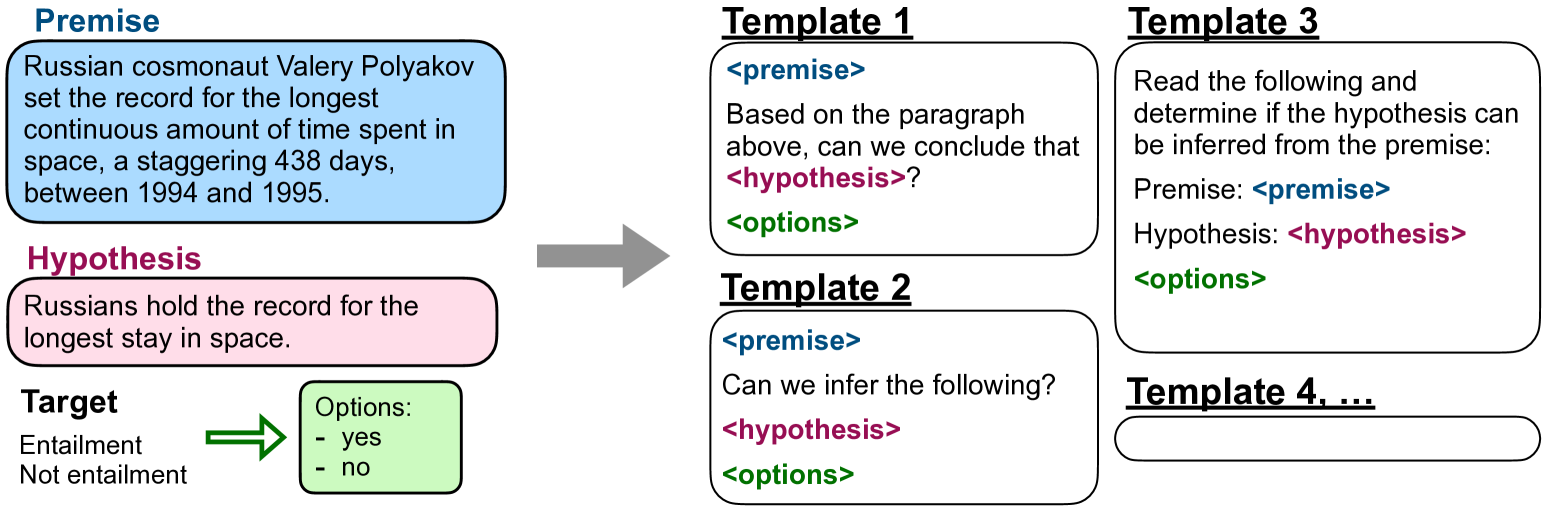 Premise
Russian cosmonaut Valery Polyakov
set the record for the longest
continuous amount of time spent in
space, a staggering 438 days,
between 1994 and 1995.
Hypothesis
Russians hold the record for the
longest stay in space.
Target
Entailment
Not entailment
Options:
- yes
- no
Template 1
<premise>
Based on the paragraph
above, can we conclude that
<hypothesis>?
<options>
Template 2
<premise>
Can we infer the following?
<hypothesis>
<options>
Template 3
Read the following and
determine if the hypothesis can
be inferred from the premise:
Premise: <premise>
Hypothesis: <hypothesis>
<options>
Template 4, …